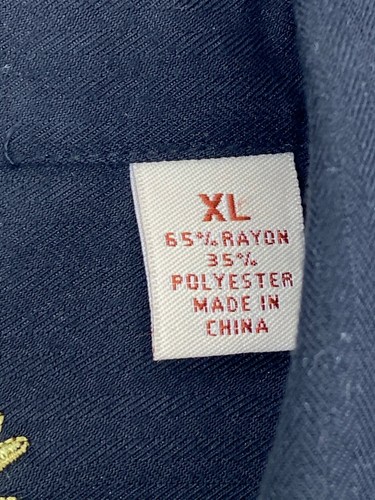 XL
65% RAYON
35%
POLYESTER
MADE IN
CHINA